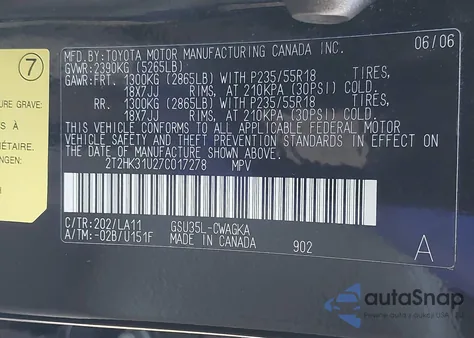 MFD.BY:TOYOTA MOTOR MANUFACTURING CANADA INC. 06/06
GVWR:2390KG (5265LB)
GAWR:FRT. 1300KG (2865LB) WITH P235/55R18 TIRES,
18X7JJ RIMS, AT 210KPA(30PSI) COLD.
RR. 1300KG (2865LB) WITH P235/55R18 TIRES,
18X7JJ RIMS, AT 210KPA(30PSI) COLD.
THIS VEHICLE CONFORMS TO ALL APPLICABLE FEDERAL MOTOR
VEHICLE SAFETY AND THEFT PREVENTION STANDARDS IN EFFECT ON
THE DATE OF MANUFACTURE SHOWN ABOVE.
2T2HK31U27C017278 MPV
C/TR:202/LA11 GSU35L-CWAGKA
A/TM:-02B/U151F MADE IN CANADA 902 A
7
URE GRAVE:
S À
IÉTAIRE.
NGEN:
autoSnap